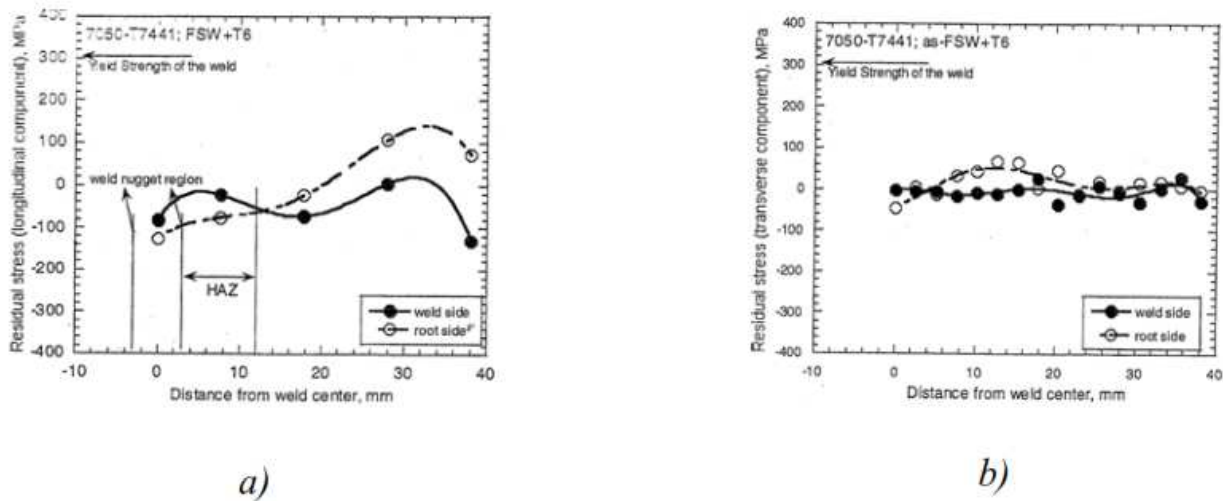 7050-T7441; FSW+T6
Yield Strength of the weld
weld nugget region
HAZ
weld side
root side
Residual stress (longitudinal component), MPa
400
300
200
100
0
-100
-200
-300
-400
-10
0
10
20
30
40
Distance from weld center, mm
a)
7050-T7441; as-FSW+T6
Yield Strength of the weld
weld side
root side
Residual stress (transverse component), MPa
400
300
200
100
0
-100
-200
-300
-400
-10
0
10
20
30
40
Distance from weld center, mm
b)